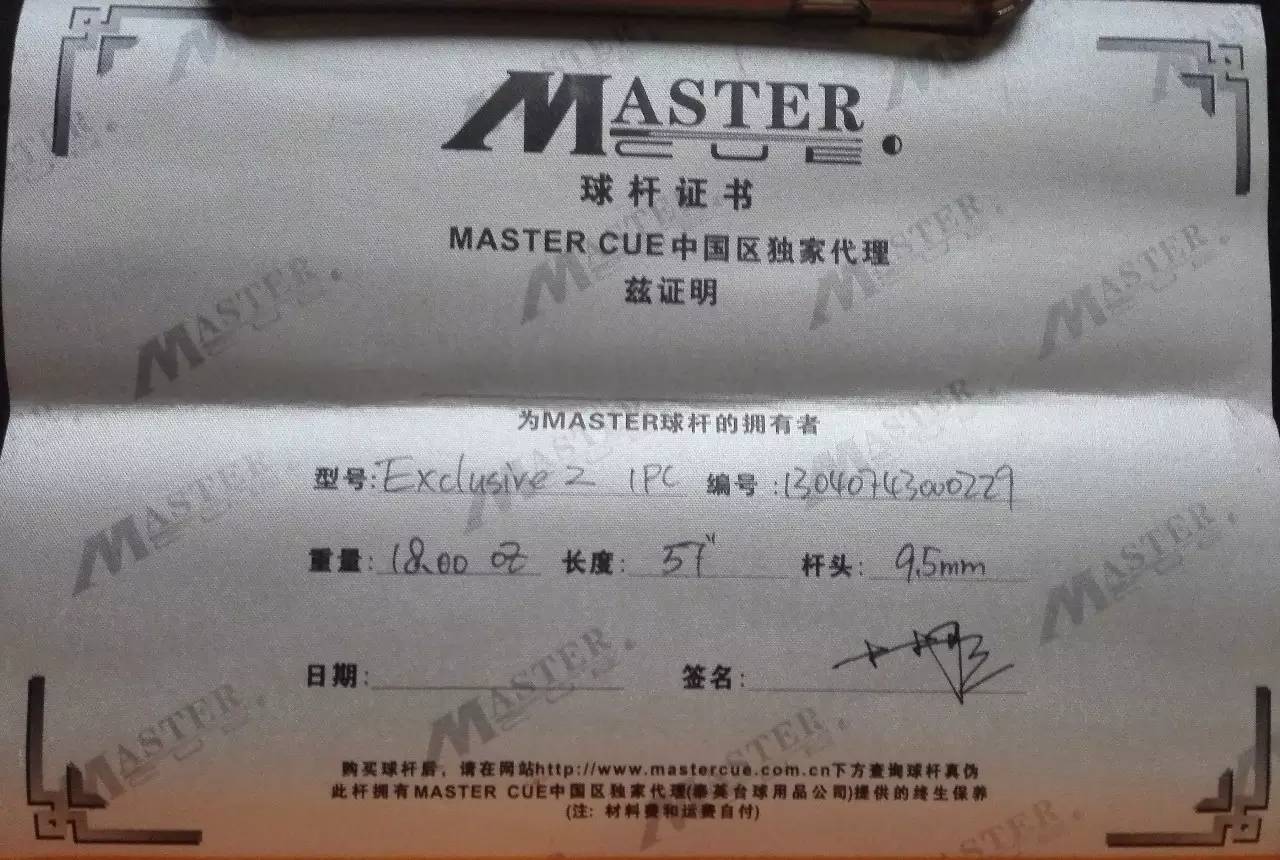 MASTER
CUE
球杆证书
MASTER CUE中国区独家代理
兹证明
为MASTER球杆的拥有者
型号:Exclusive 2 1PC 编号:13040743000229
重量:18.00 oz 长度:57" 杆头:9.5mm
日期: 签名:
购买球杆后，请在网站http://www.mastercue.com.cn下方查询球杆真伪
此杆拥有MASTER CUE中国区独家代理(泰英台球用品公司)提供的终生保养
(注: 材料费和运费自付)